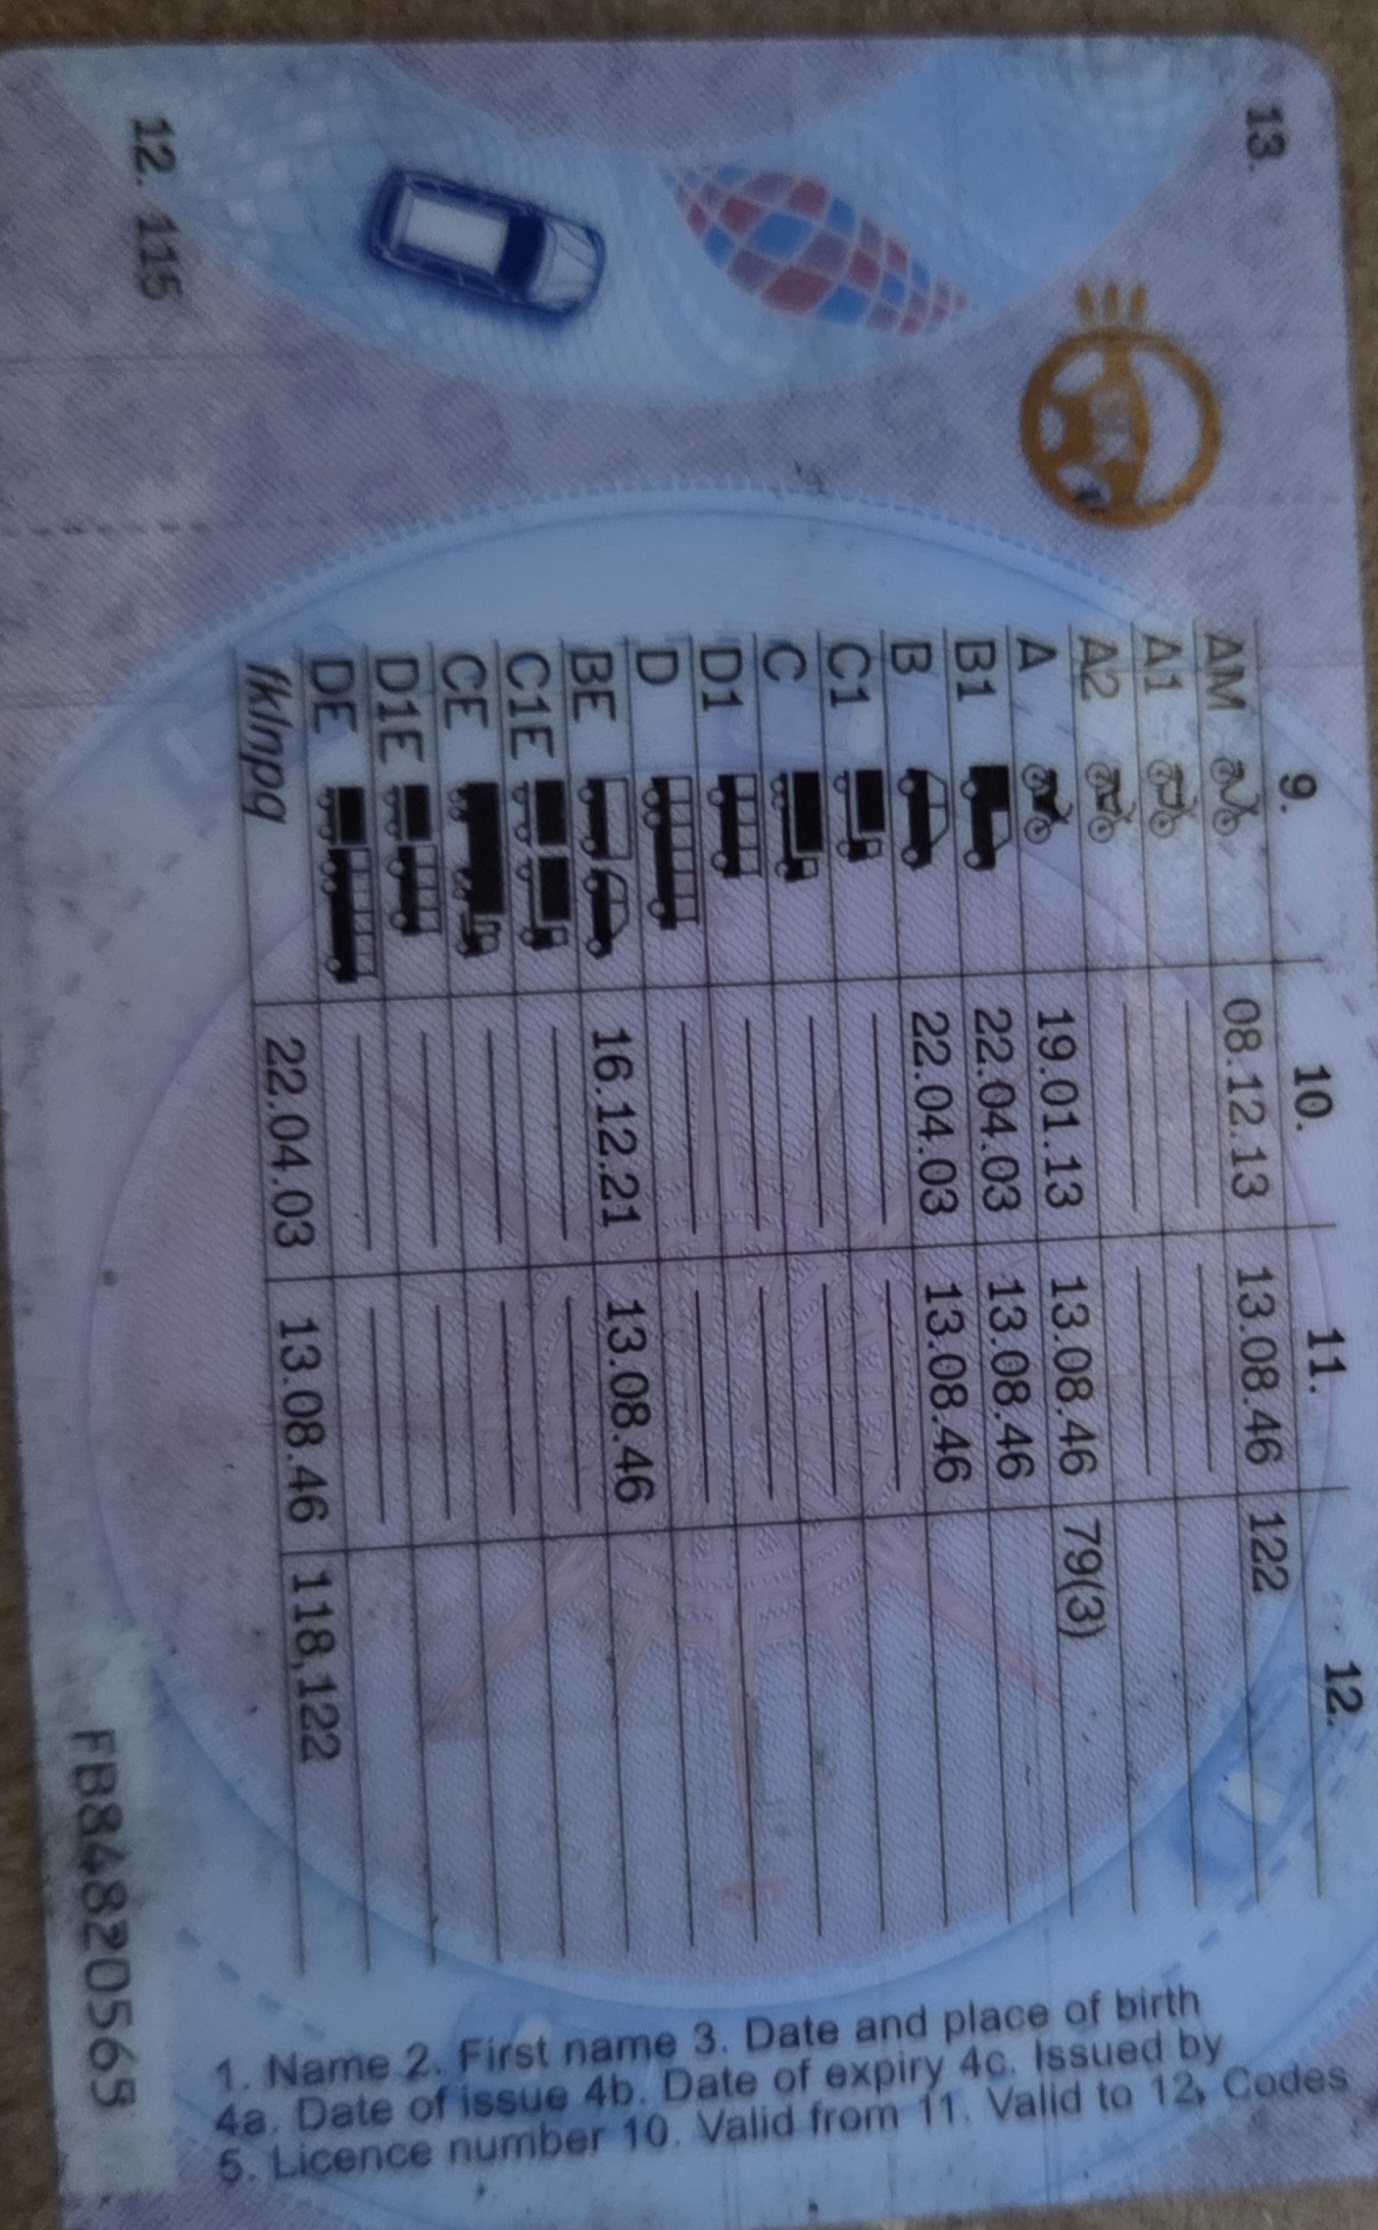 13.
UK
9. 10. 11. 12.
AM 08.12.13 13.08.46 122
A1
A2
A 19.01.13 13.08.46 79(3)
B1 22.04.03 13.08.46
B 22.04.03 13.08.46
C1
C
D1
D
BE 16.12.21 13.08.46
C1E
CE
D1E
DE
fklnpq 22.04.03 13.08.46 118,122
12. 115
FB84820565
1. Name 2. First name 3. Date and place of birth
4a. Date of issue 4b. Date of expiry 4c. Issued by
5. Licence number 10. Valid from 11. Valid to 12. Codes